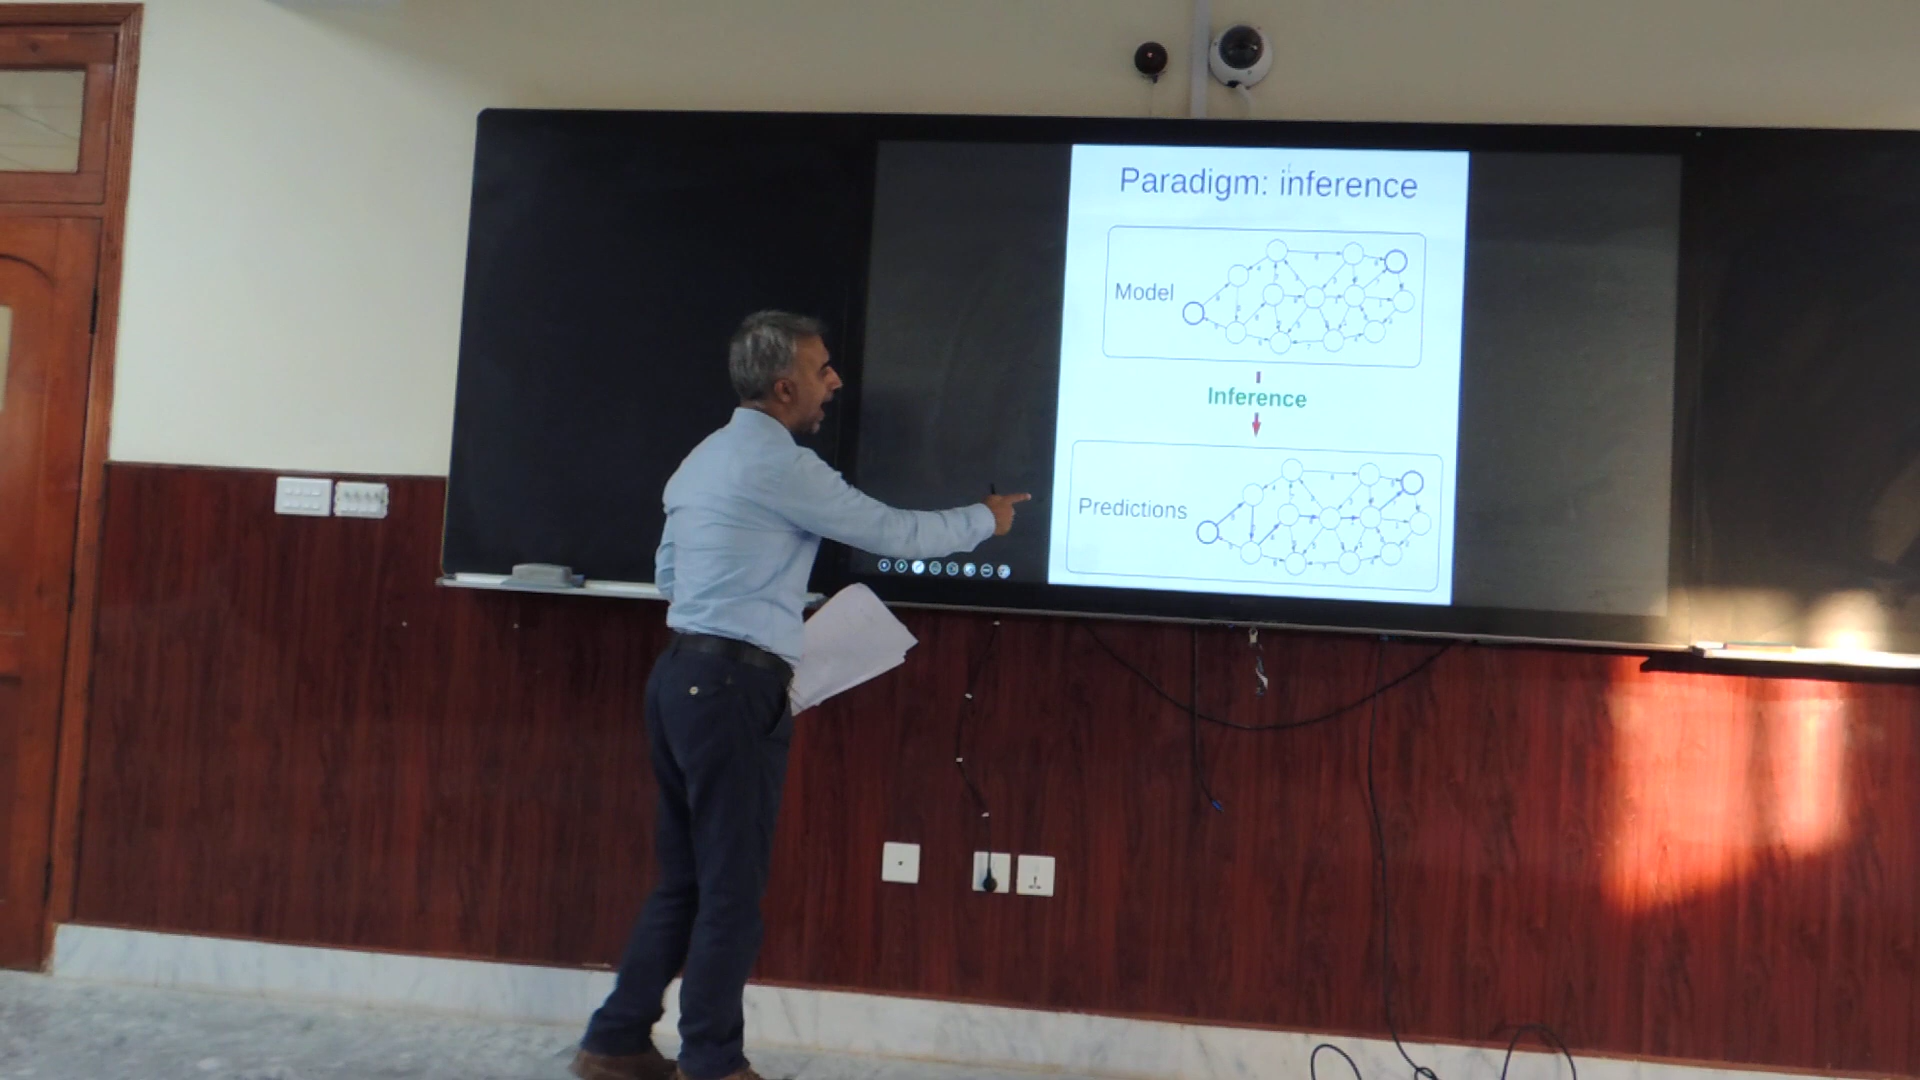 Paradigm: inference
Model
Inference
Predictions